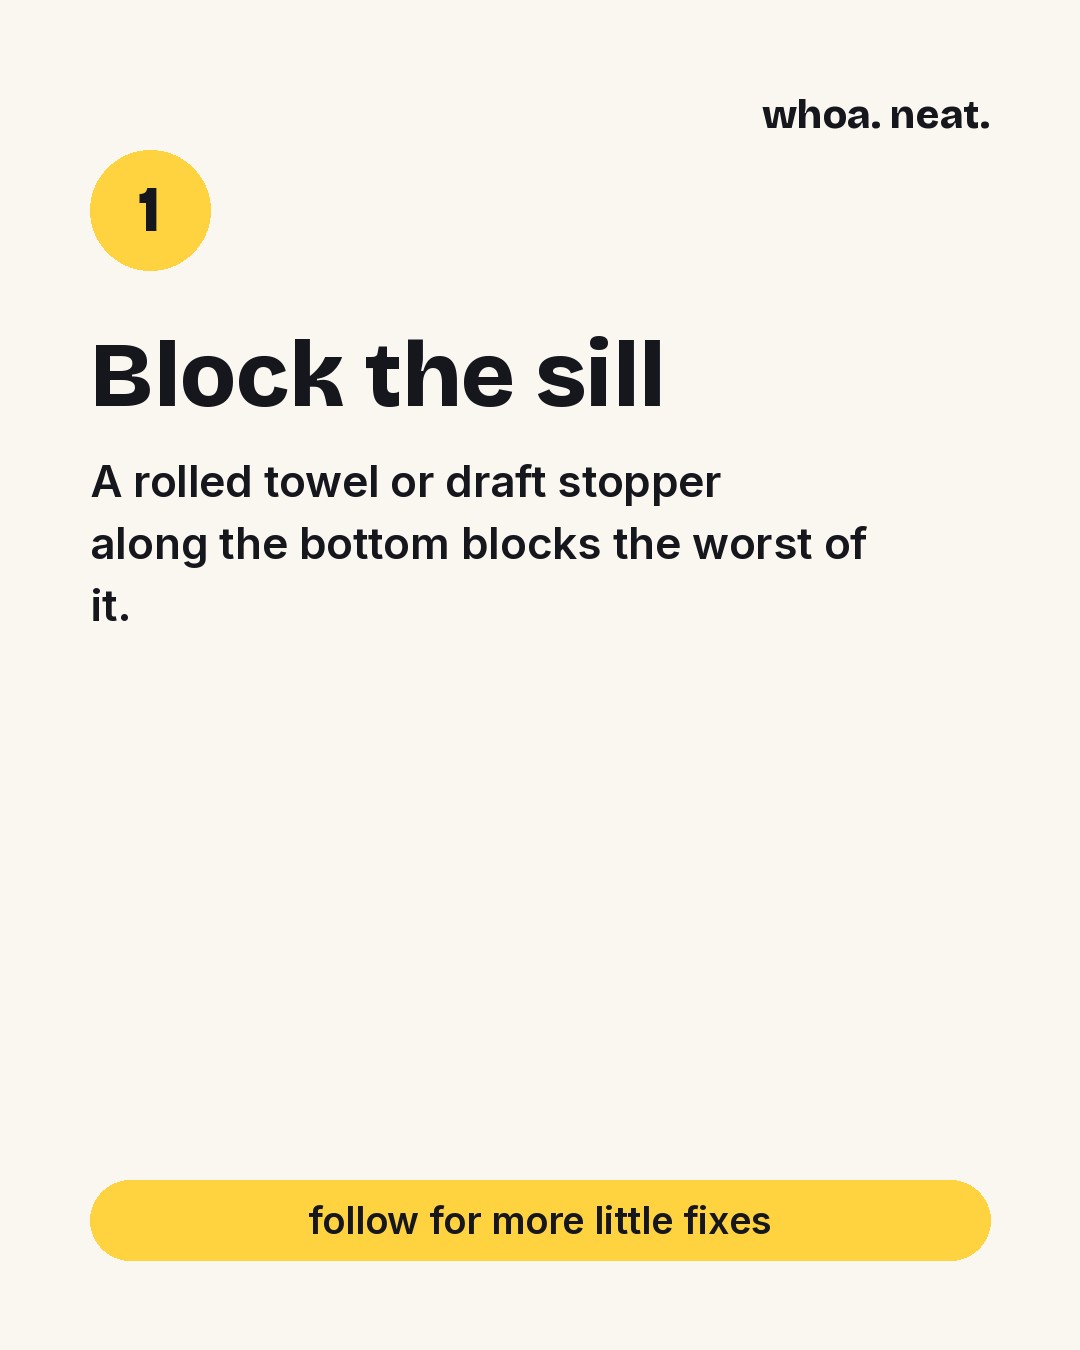 whoa. neat.
1
Block the sill
A rolled towel or draft stopper
along the bottom blocks the worst of
it.
follow for more little fixes